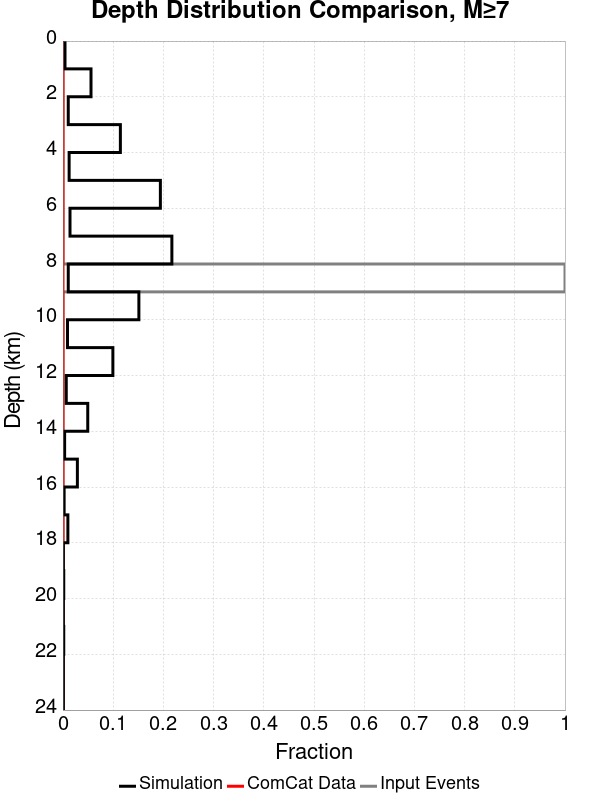 Depth Distribution Comparison, M≥7
0
2
4
6
8
10
12
14
16
18
20
22
24
Depth (km)
0 0.1 0.2 0.3 0.4 0.5 0.6 0.7 0.8 0.9 1
Fraction
Simulation ComCat Data Input Events